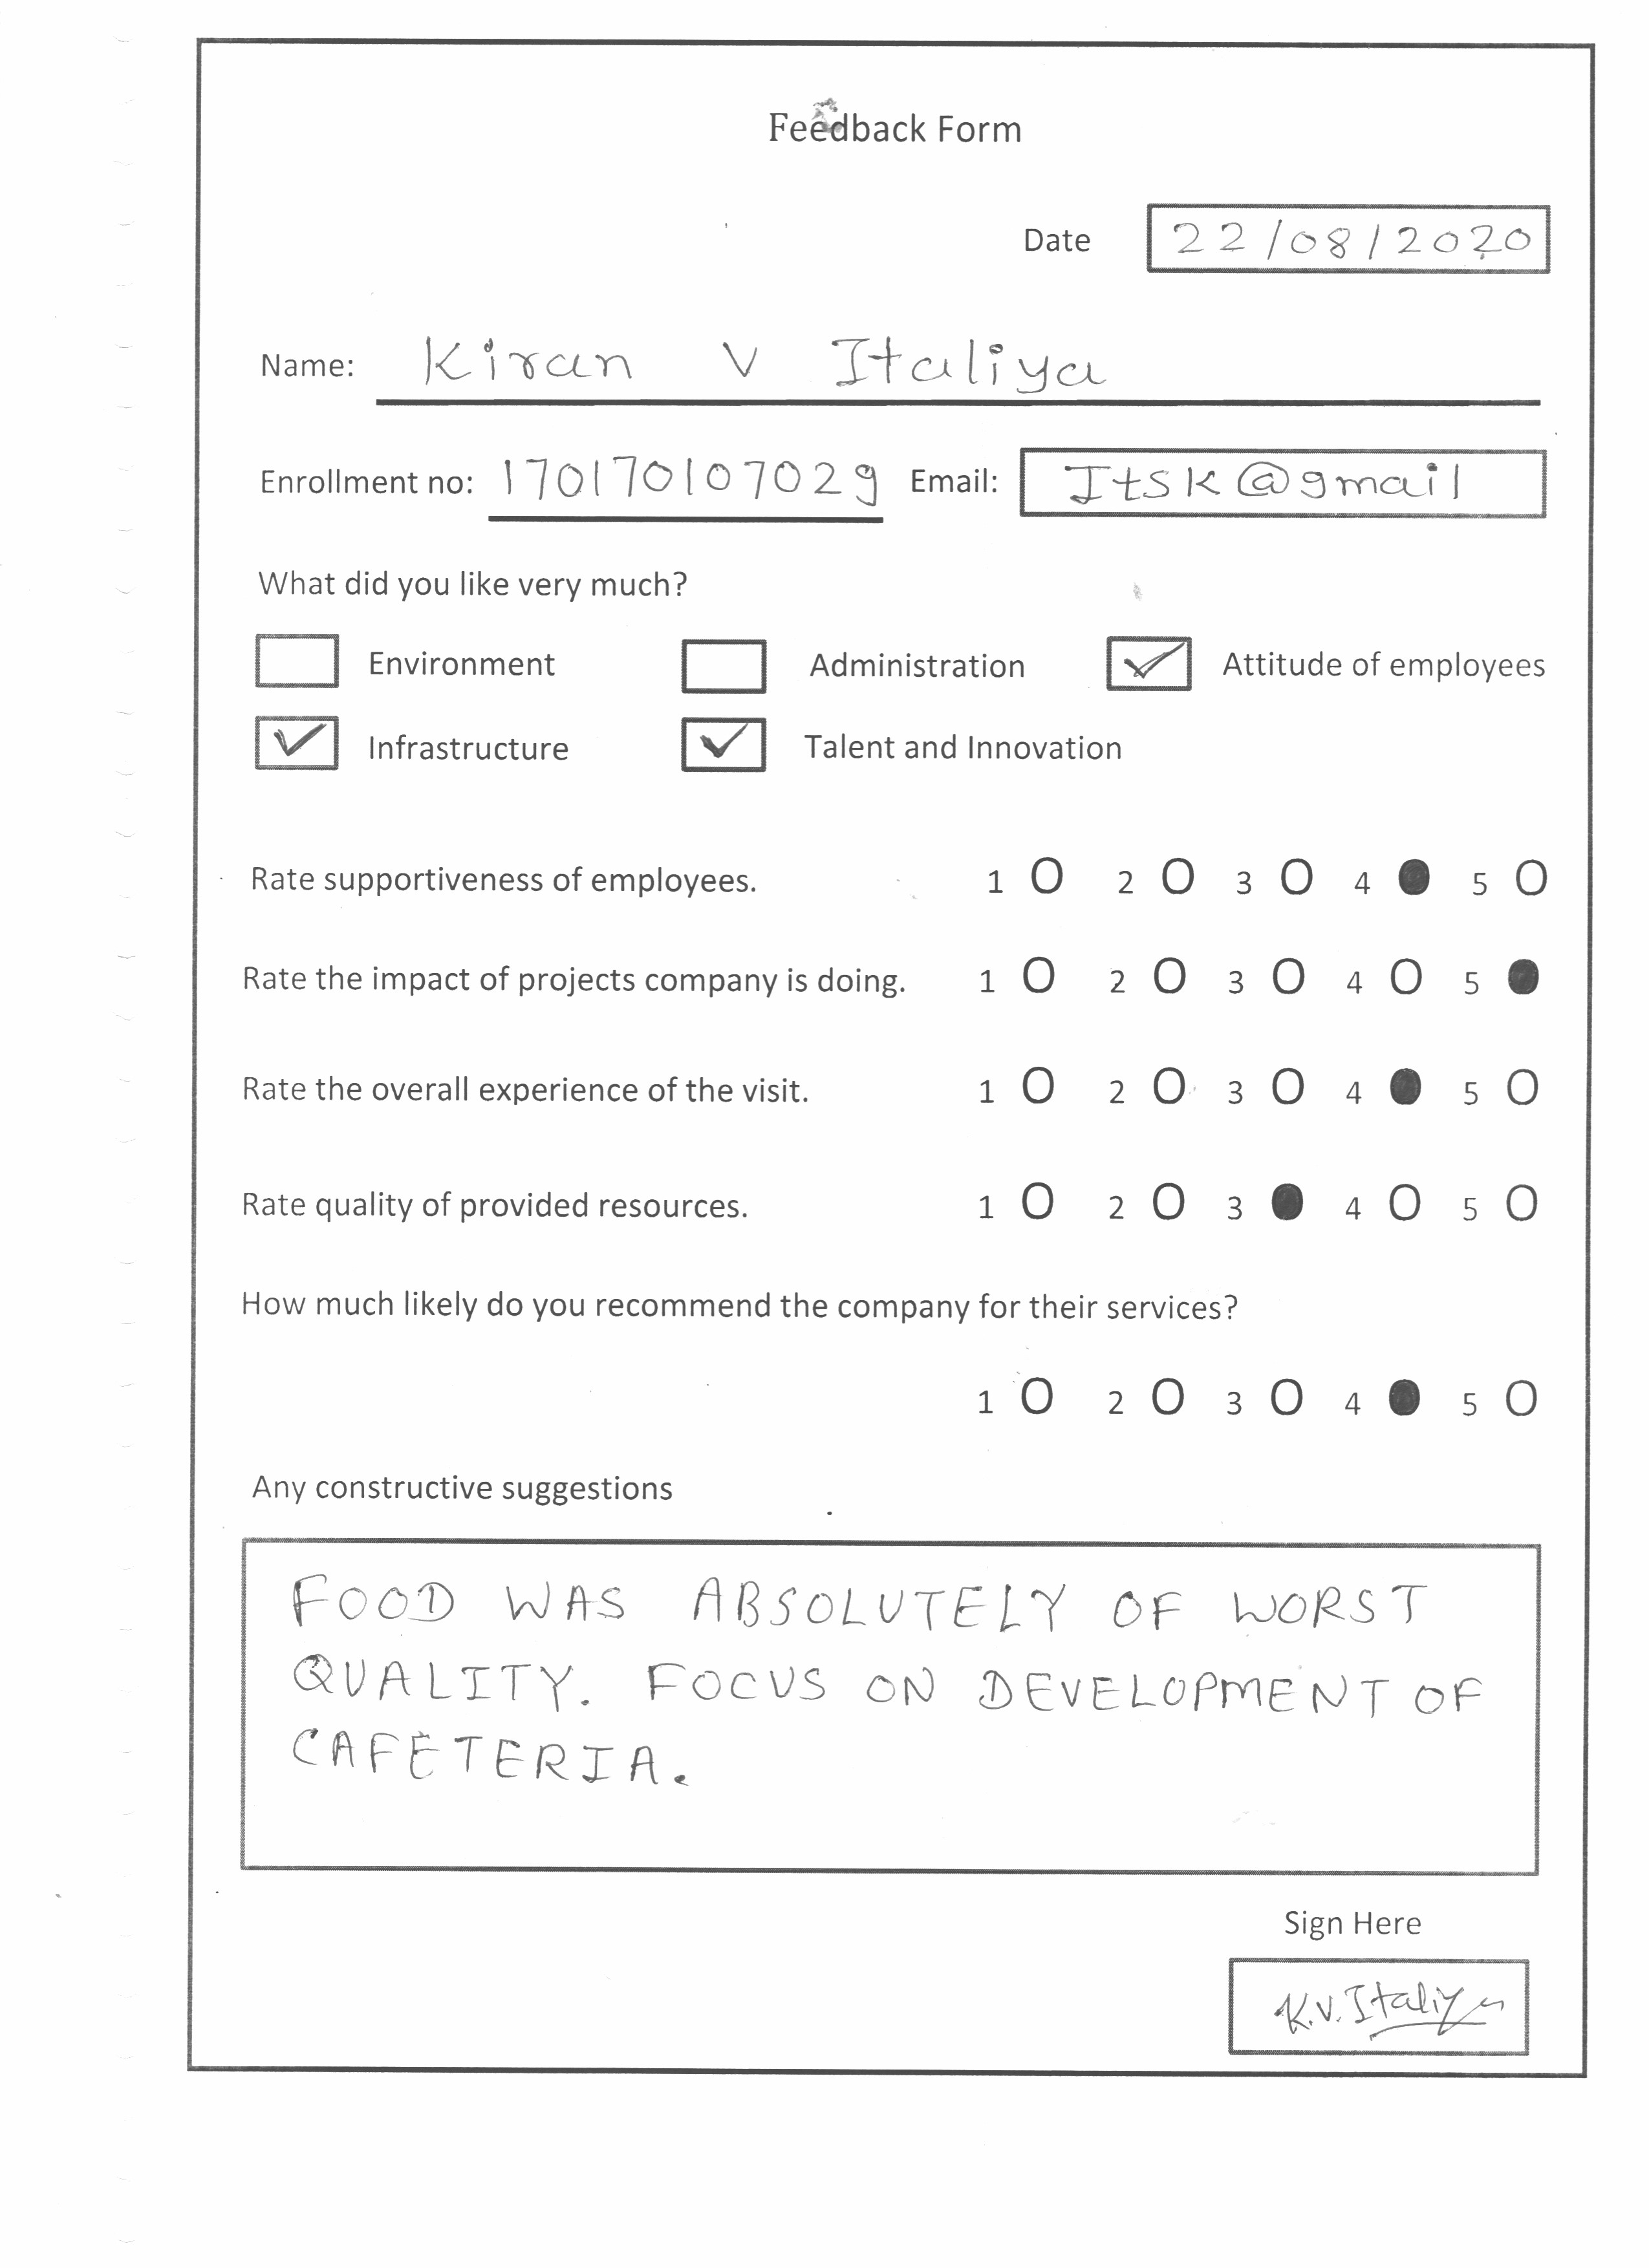 Feedback Form
Date 22/08/2020
Name: Kiran V Italiya
Enrollment no: 170170107029 Email: Itsk@gmail
What did you like very much?
Environment Administration Attitude of employees
Infrastructure Talent and Innovation
Rate supportiveness of employees. 1 2 3 4 5
Rate the impact of projects company is doing. 1 2 3 4 5
Rate the overall experience of the visit. 1 2 3 4 5
Rate quality of provided resources. 1 2 3 4 5
How much likely do you recommend the company for their services?
1 2 3 4 5
Any constructive suggestions
FOOD WAS ABSOLUTELY OF WORST
QUALITY. FOCUS ON DEVELOPMENT OF
CAFETERIA.
Sign Here
K.V.Italiya